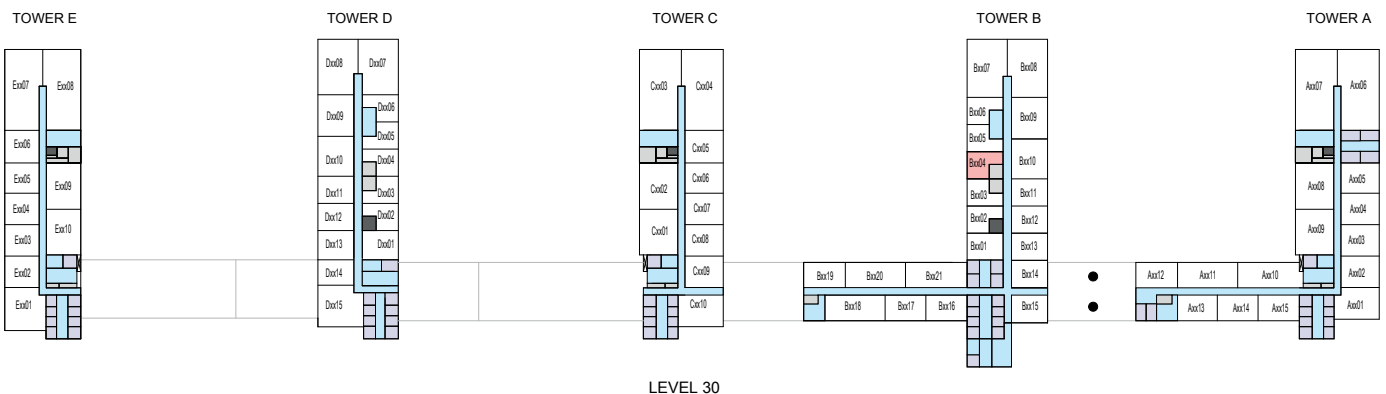 TOWER E
TOWER D
TOWER C
TOWER B
TOWER A
Exx07
Exx08
Exx06
Exx05
Exx09
Exx04
Exx10
Exx03
Exx02
Exx01
Dxx08
Dxx07
Dxx06
Dxx09
Dxx05
Dxx10
Dxx04
Dxx11
Dxx03
Dxx12
Dxx02
Dxx13
Dxx01
Dxx14
Dxx15
Cxx03
Cxx04
Cxx05
Cxx06
Cxx02
Cxx07
Cxx01
Cxx08
Cxx09
Cxx10
Bxx07
Bxx08
Bxx06
Bxx09
Bxx05
Bxx04
Bxx10
Bxx03
Bxx11
Bxx02
Bxx12
Bxx01
Bxx13
Bxx19
Bxx20
Bxx21
Bxx14
Bxx18
Bxx17
Bxx16
Bxx15
Axx07
Axx06
Axx05
Axx08
Axx04
Axx09
Axx03
Axx12
Axx11
Axx10
Axx02
Axx13
Axx14
Axx15
Axx01
LEVEL 30